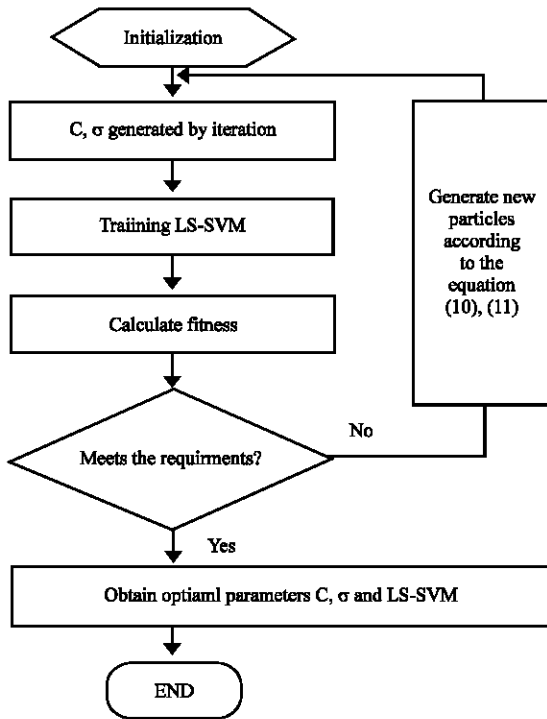 Initialization
C, σ generated by iteration
Traiining LS-SVM
Calculate fitness
Meets the requirments?
No
Generate new
particles
according
to the
equation
(10), (11)
Yes
Obtain optiaml parameters C, σ and LS-SVM
END